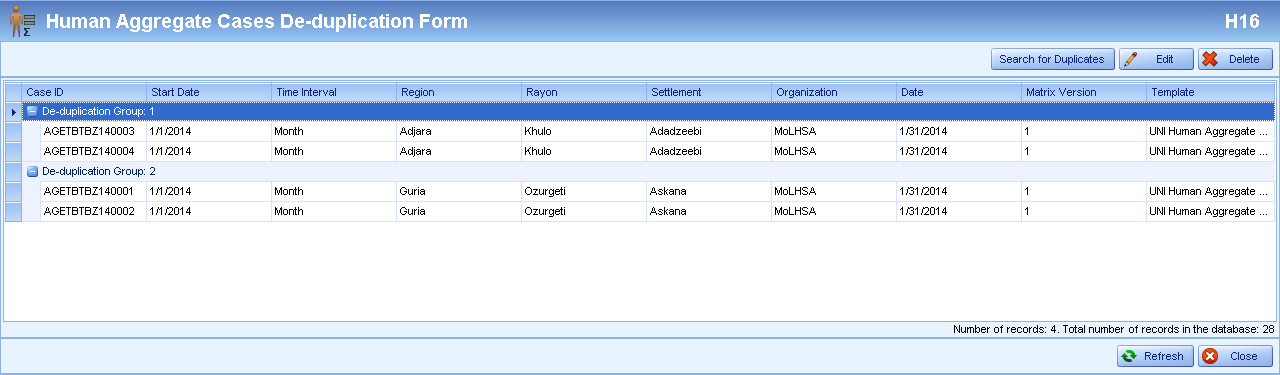 Human Aggregate Cases De-duplication Form H16
Search for Duplicates Edit Delete
Case ID Start Date Time Interval Region Rayon Settlement Organization Date Matrix Version Template
De-duplication Group: 1
AGETBTBZ140003 1/1/2014 Month Adjara Khulo Adadzeebi MoLHSA 1/31/2014 1 UNI Human Aggregate ...
AGETBTBZ140004 1/1/2014 Month Adjara Khulo Adadzeebi MoLHSA 1/31/2014 1 UNI Human Aggregate ...
De-duplication Group: 2
AGETBTBZ140001 1/1/2014 Month Guria Ozurgeti Askana MoLHSA 1/31/2014 1 UNI Human Aggregate ...
AGETBTBZ140002 1/1/2014 Month Guria Ozurgeti Askana MoLHSA 1/31/2014 1 UNI Human Aggregate ...
Number of records: 4. Total number of records in the database: 28
Refresh Close